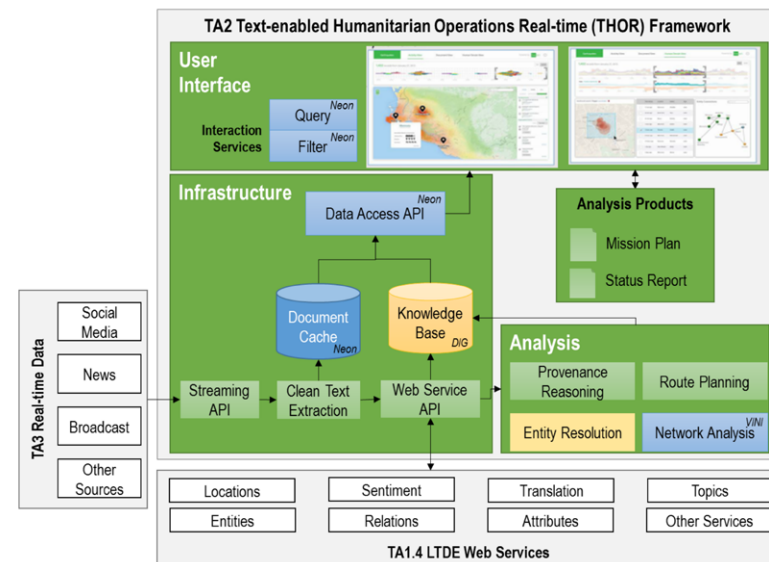 TA2 Text-enabled Humanitarian Operations Real-time (THOR) Framework
User
Interface
Interaction
Services
Neon
Query
Neon
Filter
Infrastructure
Neon
Data Access API
Document
Cache
Neon
Knowledge
Base
DIG
Streaming
API
Clean Text
Extraction
Web Service
API
Analysis Products
Mission Plan
Status Report
Analysis
Provenance
Reasoning
Route Planning
Entity Resolution
VINI
Network Analysis
TA3 Real-time Data
Social
Media
News
Broadcast
Other
Sources
Locations
Sentiment
Translation
Topics
Entities
Relations
Attributes
Other Services
TA1.4 LTDE Web Services